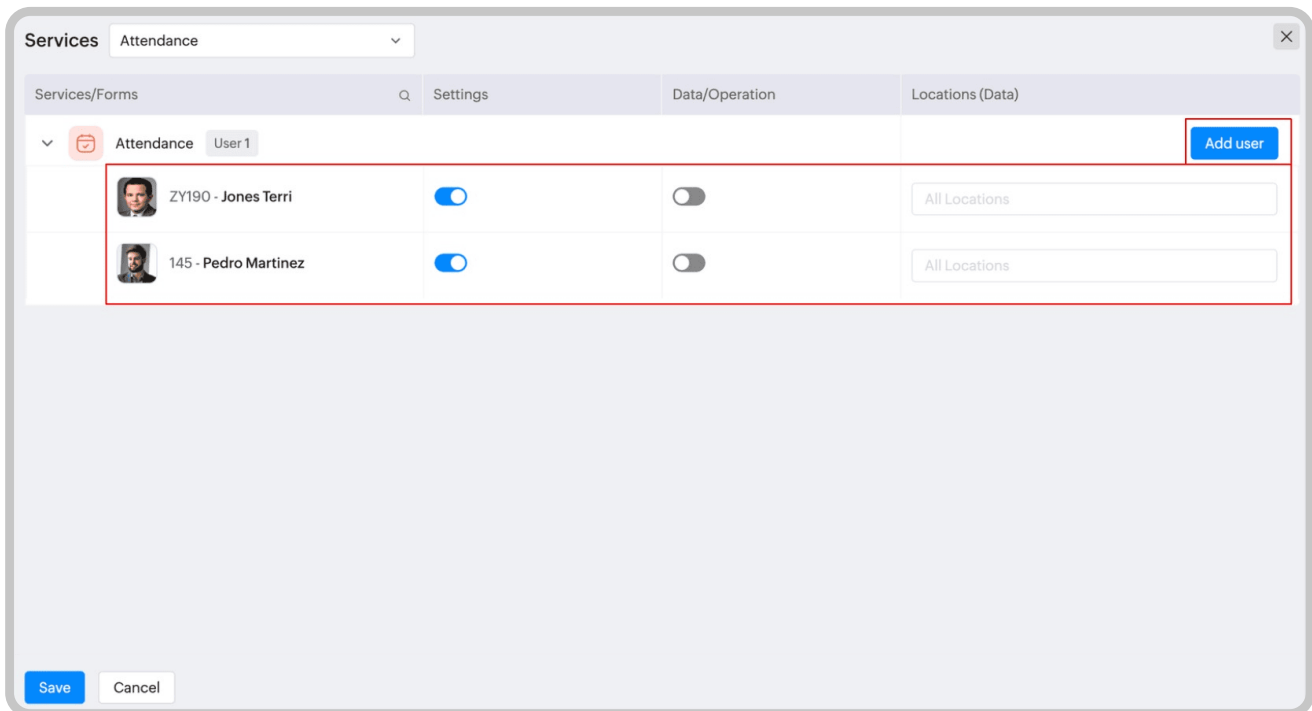 Services Attendance
Services/Forms Settings Data/Operation Locations (Data)
Attendance User 1 Add user
ZY190 - Jones Terri All Locations
145 - Pedro Martinez All Locations
Save Cancel